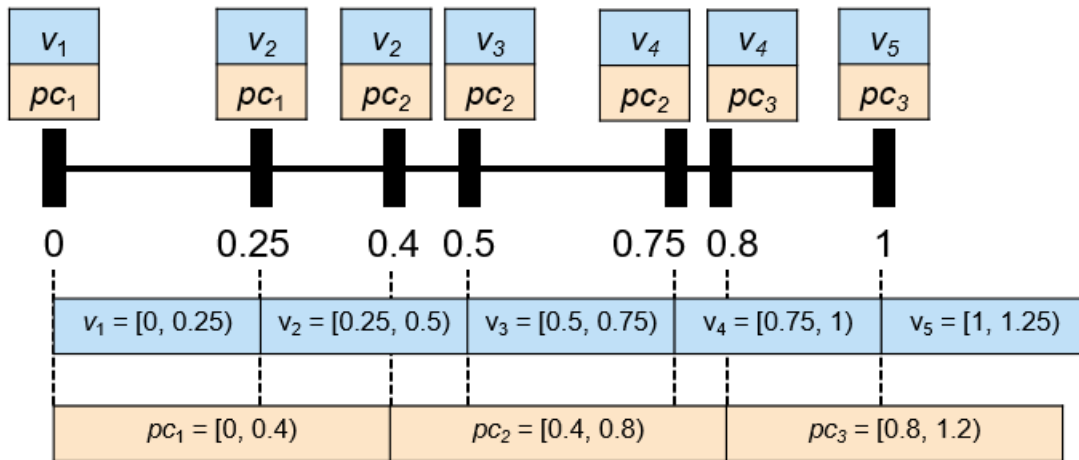 v₁ v₂ v₂ v₃ v₄ v₄ v₅
pc₁ pc₁ pc₂ pc₂ pc₂ pc₃ pc₃
0 0.25 0.4 0.5 0.75 0.8 1
v₁ = [0, 0.25) v₂ = [0.25, 0.5) v₃ = [0.5, 0.75) v₄ = [0.75, 1) v₅ = [1, 1.25)
pc₁ = [0, 0.4) pc₂ = [0.4, 0.8) pc₃ = [0.8, 1.2)